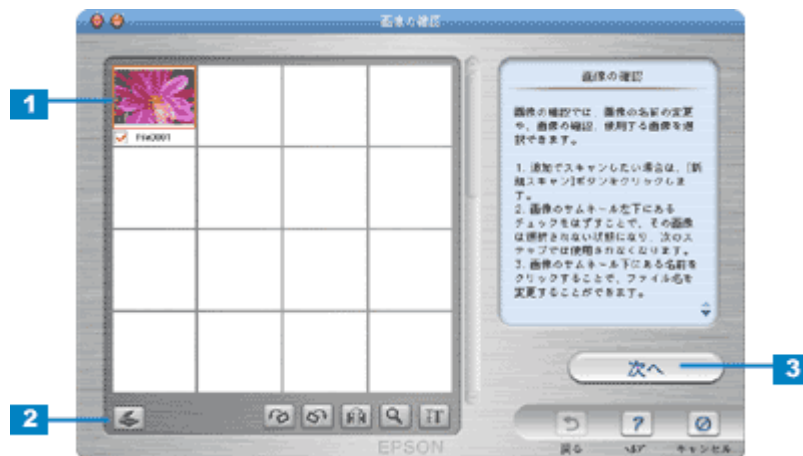 画像の確認
1
File0001
画像の確認
画像の確認では、画像の名前の変更
や、画像の確認、使用する画像を選
択できます。
1. 追加でスキャンしたい場合は、[新
規スキャン]ボタンをクリックしま
す。
2. 画像のサムネール左下にある
チェックをはずすことで、その画像
は選択されない状態になり、次のス
テップでは使用されなくなります。
3. 画像のサムネール下にある名前を
クリックすることで、ファイル名を
変更することができます。
次へ
3
2
EPSON
戻る
ヘルプ
キャンセル